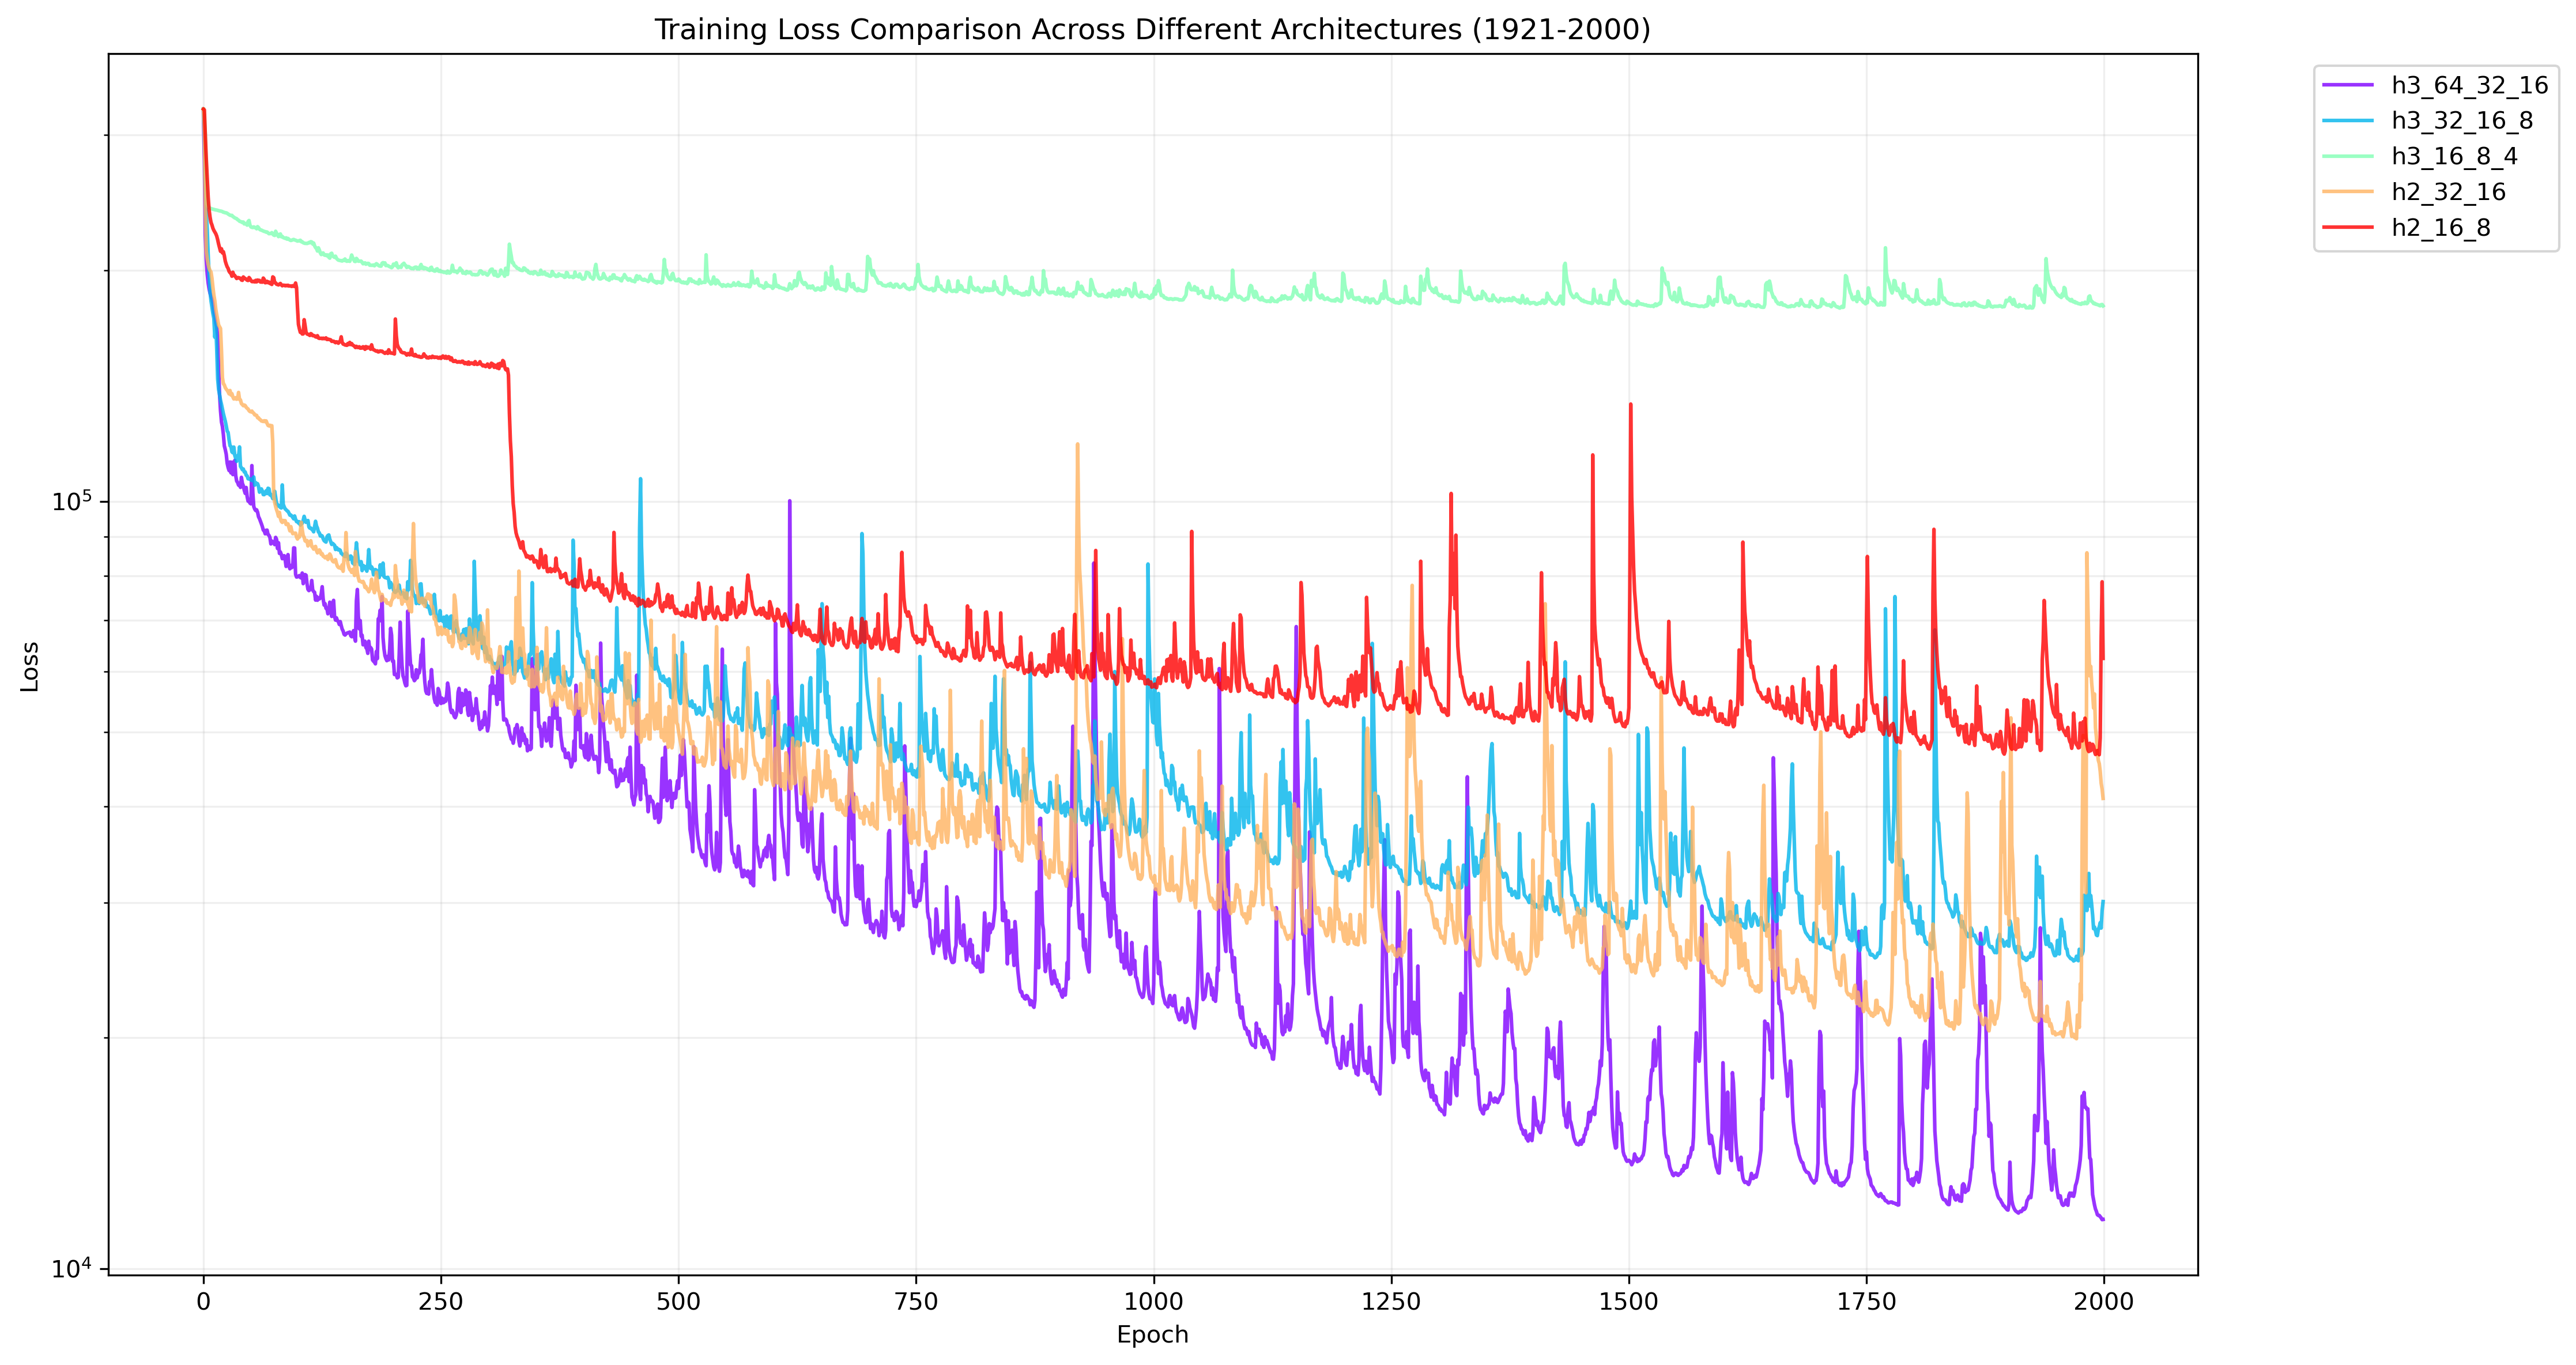 Training Loss Comparison Across Different Architectures (1921-2000)
h3_64_32_16
h3_32_16_8
h3_16_8_4
h2_32_16
h2_16_8
Loss
10⁵
10⁴
0 250 500 750 1000 1250 1500 1750 2000
Epoch